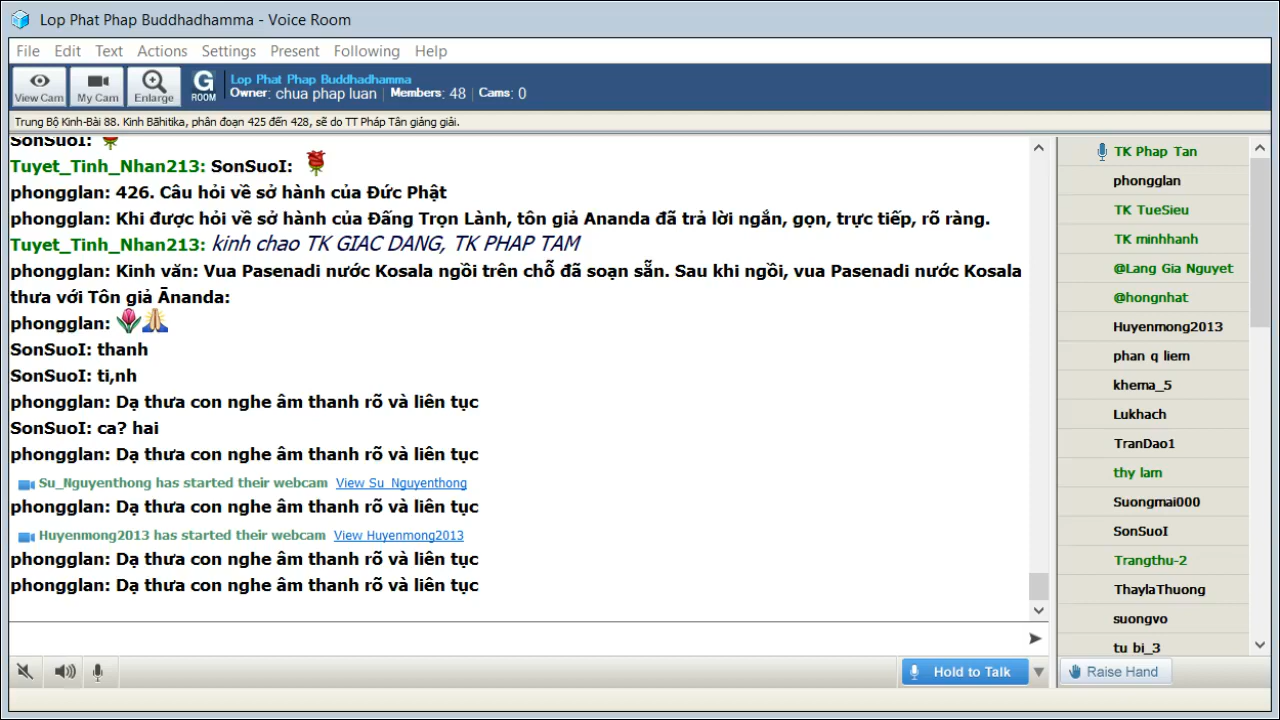 Lop Phat Phap Buddhadhamma - Voice Room
File Edit Text Actions Settings Present Following Help
View Cam My Cam Enlarge G ROOM
Lop Phat Phap Buddhadhamma
Owner: chua phap luan | Members: 48 | Cams: 0
Trung Bộ Kinh-Bài 88. Kinh Bāhitika, phân đoạn 425 đến 428, sẽ do TT Pháp Tân giảng giải.
SonSuoI:
Tuyet_Tinh_Nhan213: SonSuoI:
phongglan: 426. Câu hỏi về sở hành của Đức Phật
phongglan: Khi được hỏi về sở hành của Đấng Trọn Lành, tôn giả Ananda đã trả lời ngắn, gọn, trực tiếp, rõ ràng.
Tuyet_Tinh_Nhan213: kinh chao TK GIAC DANG, TK PHAP TAM
phongglan: Kinh văn: Vua Pasenadi nước Kosala ngồi trên chỗ đã soạn sẵn. Sau khi ngồi, vua Pasenadi nước Kosala
thưa với Tôn giả Ānanda:
phongglan:
SonSuoI: thanh
SonSuoI: ti,nh
phongglan: Dạ thưa con nghe âm thanh rõ và liên tục
SonSuoI: ca? hai
phongglan: Dạ thưa con nghe âm thanh rõ và liên tục
Su_Nguyenthong has started their webcam View Su_Nguyenthong
phongglan: Dạ thưa con nghe âm thanh rõ và liên tục
Huyenmong2013 has started their webcam View Huyenmong2013
phongglan: Dạ thưa con nghe âm thanh rõ và liên tục
phongglan: Dạ thưa con nghe âm thanh rõ và liên tục
TK Phap Tan
phongglan
TK TueSieu
TK minhhanh
@Lang Gia Nguyet
@hongnhat
Huyenmong2013
phan q liem
khema_5
Lukhach
TranDao1
thy lam
Suongmai000
SonSuoI
Trangthu-2
ThaylaThuong
suongvo
tu bi_3
Hold to Talk
Raise Hand